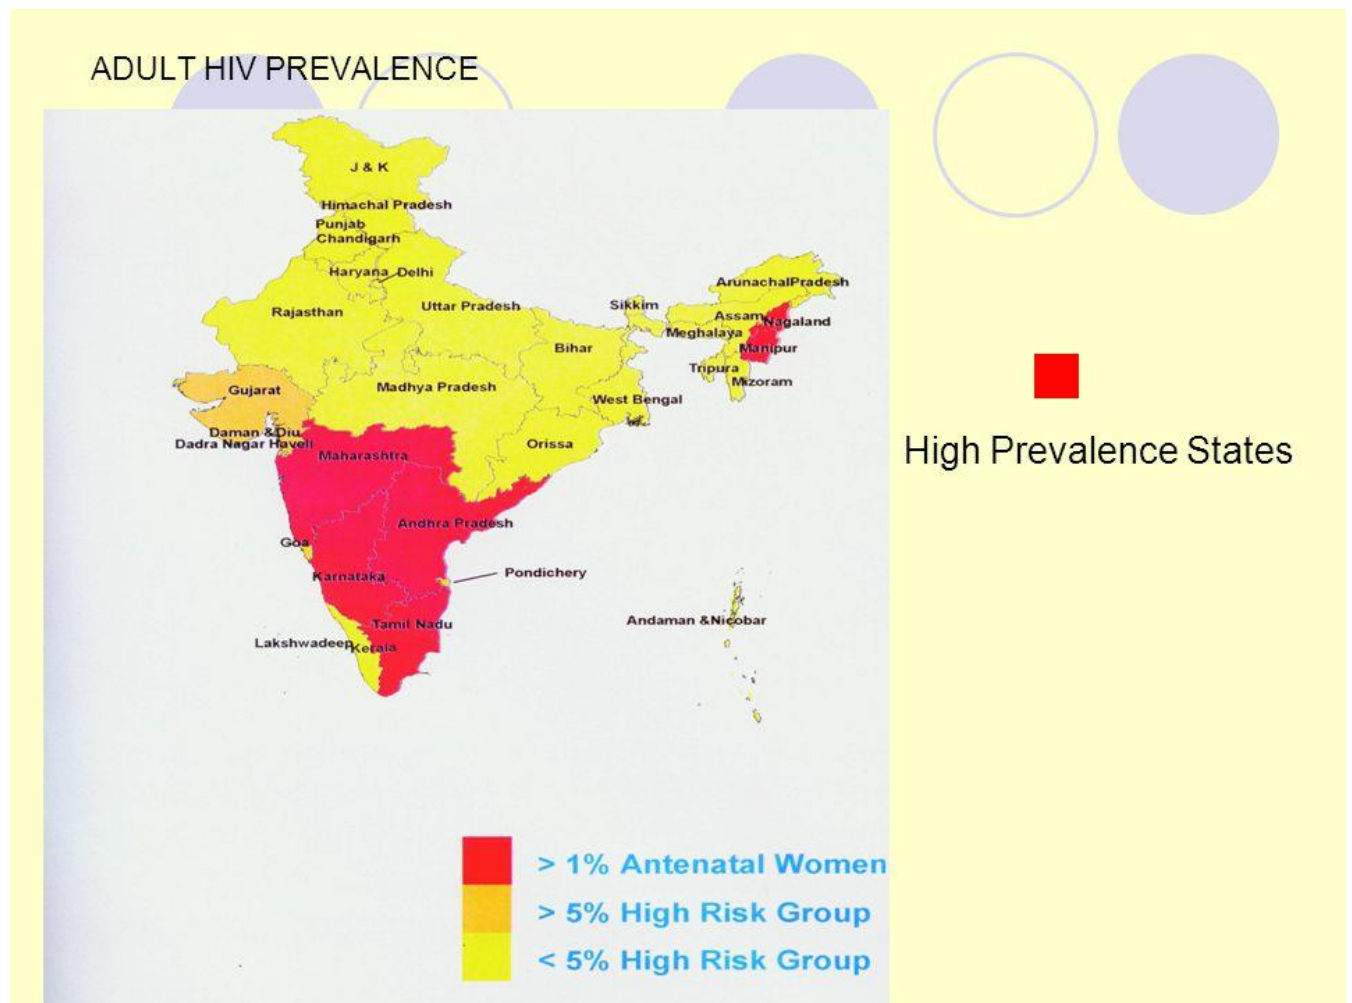 ADULT HIV PREVALENCE
J & K
Himachal Pradesh
Punjab
Chandigarh
Haryana
Delhi
Rajasthan
Uttar Pradesh
Sikkim
ArunachalPradesh
Assam
Nagaland
Meghalaya
Bihar
Manipur
Tripura
Mizoram
Gujarat
Madhya Pradesh
West Bengal
Daman &Diu
Dadra Nagar Haveli
Orissa
Maharashtra
High Prevalence States
Andhra Pradesh
Goa
Karnataka
Pondichery
Tamil Nadu
Andaman &Nicobar
Lakshwadeep
Kerala
> 1% Antenatal Women
> 5% High Risk Group
< 5% High Risk Group